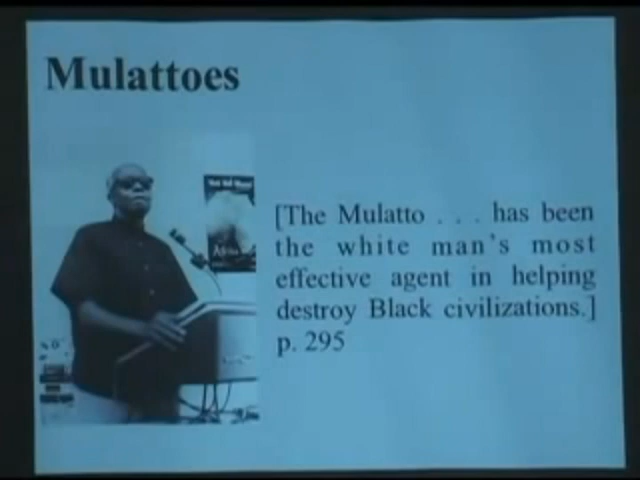 Mulattoes
[The Mulatto . . . has been
the white man's most
effective agent in helping
destroy Black civilizations.]
p. 295